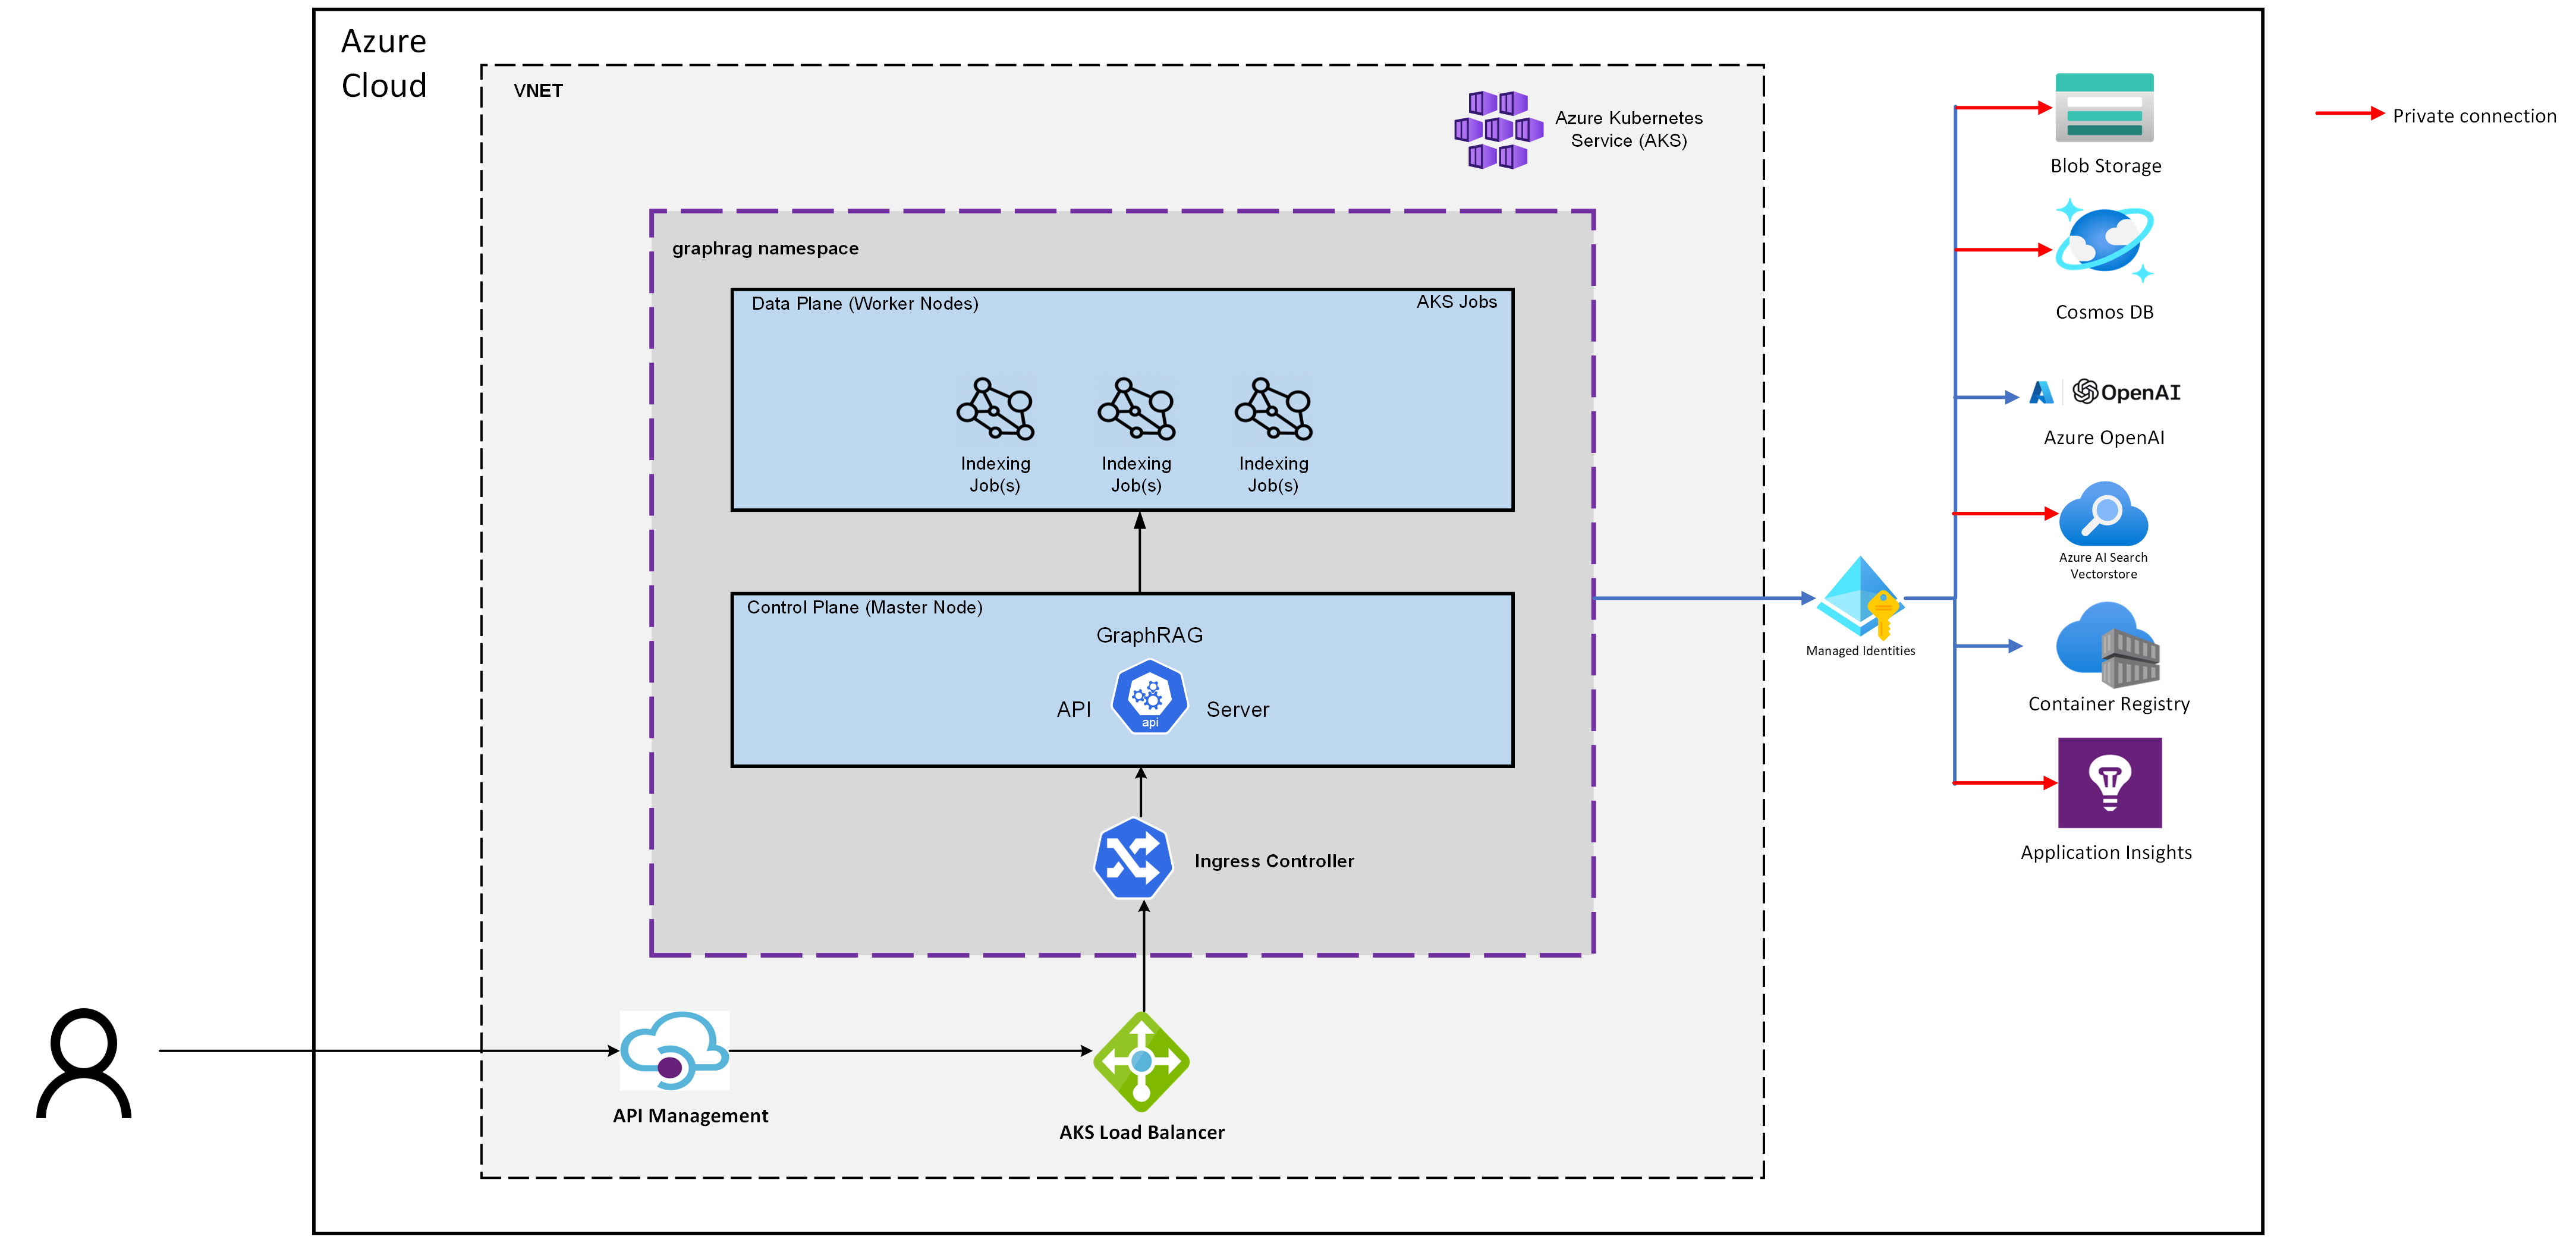 Azure
Cloud
VNET
Azure Kubernetes
Service (AKS)
graphrag namespace
Data Plane (Worker Nodes)
AKS Jobs
Indexing
Job(s)
Indexing
Job(s)
Indexing
Job(s)
Control Plane (Master Node)
GraphRAG
API
api
Server
Ingress Controller
API Management
AKS Load Balancer
Managed Identities
Blob Storage
Cosmos DB
OpenAI
Azure OpenAI
Azure AI Search
Vectorstore
Container Registry
Application Insights
Private connection